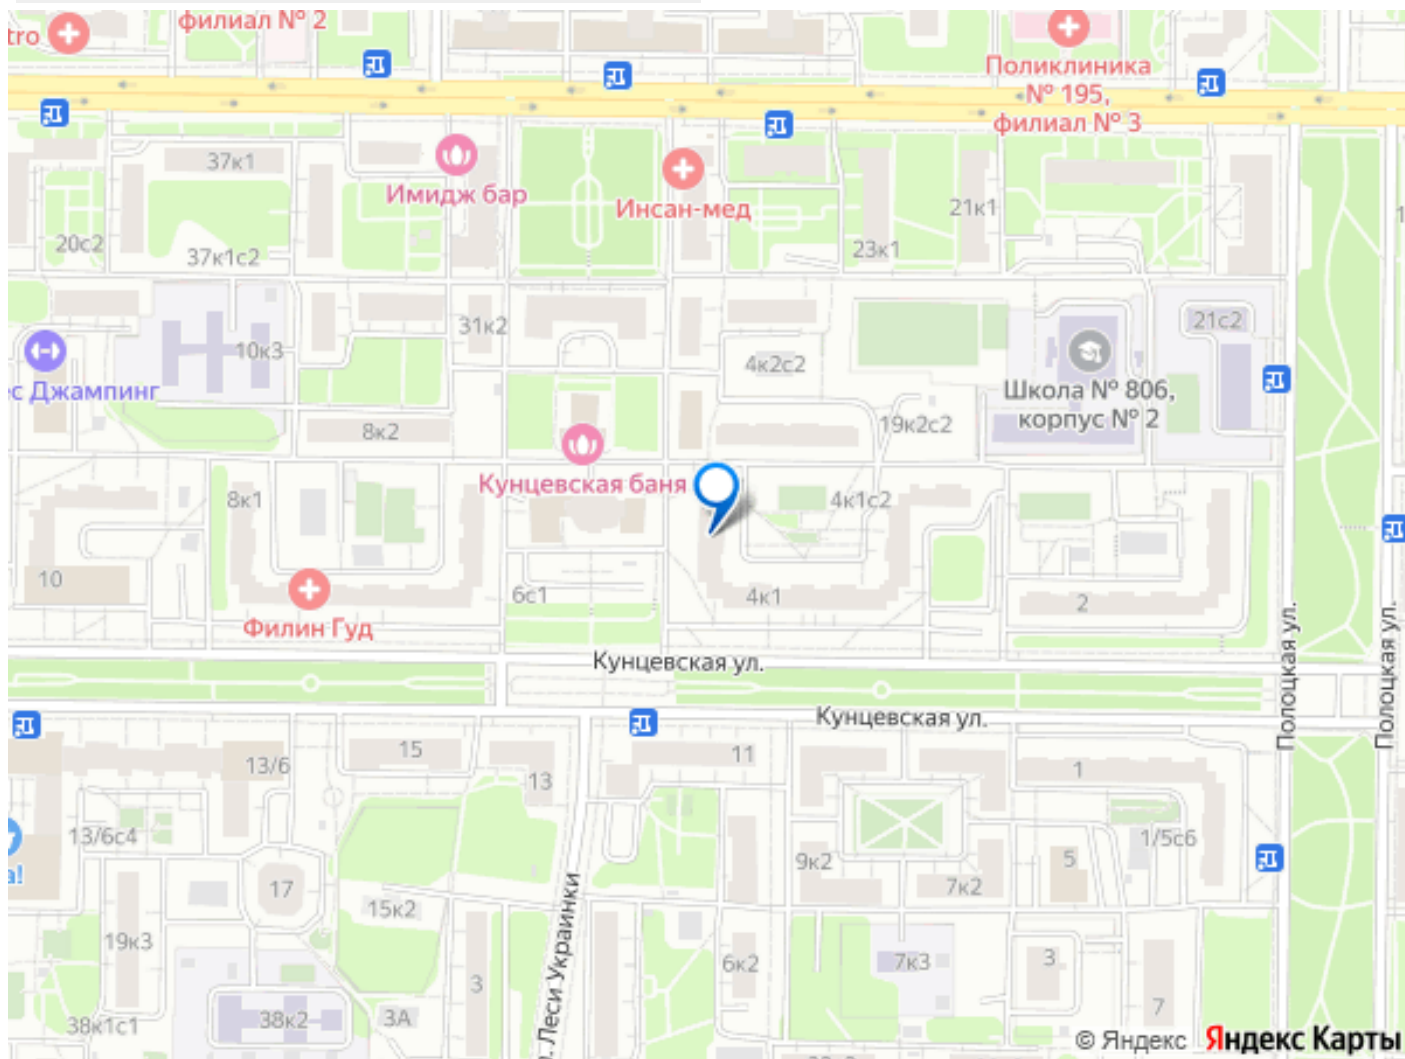 филиал № 2
tro
Поликлиника
№ 195,
филиал № 3
37к1
Имидж бар
Инсан-мед
21к1
20с2
37к1с2
23к1
31к2
10к3
4к2с2
21с2
с Джампинг
Школа № 806,
корпус № 2
8к2
19к2с2
Кунцевская баня
8к1
4к1с2
10
6с1
4к1
2
Филин Гуд
Кунцевская ул.
Полоцкая ул.
Полоцкая ул.
Кунцевская ул.
13/6
15
13
11
1
13/6с4
1/5с6
а!
17
9к2
5
7к2
15к2
19к3
Леси Украинки
3
6к2
7к3
3
7
38к1с1
38к2
3А
© Яндекс Яндекс Карты